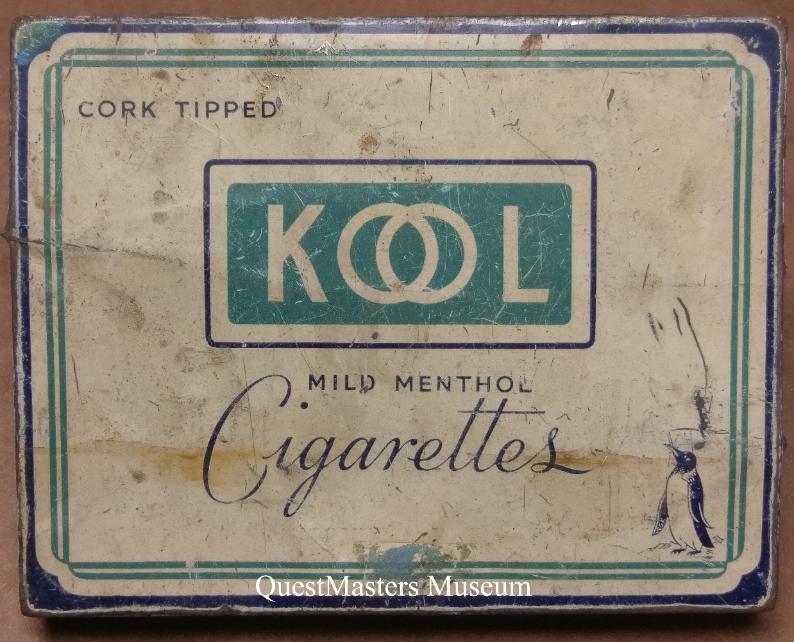 CORK TIPPED
KOOL
MILD MENTHOL
Cigarettes
QuestMasters Museum